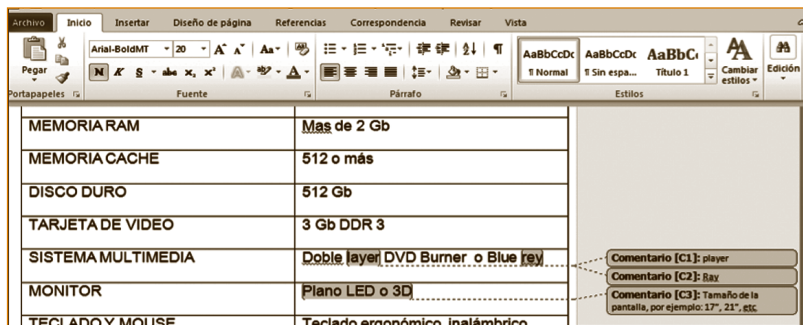 Archivo Inicio Insertar Diseño de página Referencias Correspondencia Revisar Vista
Arial-BoldMT 20 A A Aa
Pegar
N K S abc x, x² A A
AaBbCcDc AaBbCcDc AaBbC
¶ Normal ¶ Sin espa... Título 1
Cambiar estilos
Edición
Portapapeles Fuente Párrafo Estilos
MEMORIA RAM Mas de 2 Gb
MEMORIA CACHE 512 o más
DISCO DURO 512 Gb
TARJETA DE VIDEO 3 Gb DDR 3
SISTEMA MULTIMEDIA Doble layer DVD Burner o Blue rey
Comentario [C1]: player
Comentario [C2]: Ray
MONITOR Plano LED o 3D
Comentario [C3]: Tamaño de la
pantalla, por ejemplo: 17", 21", etc
TECLADO Y MOUSE Teclado ergonómico, inalámbrico